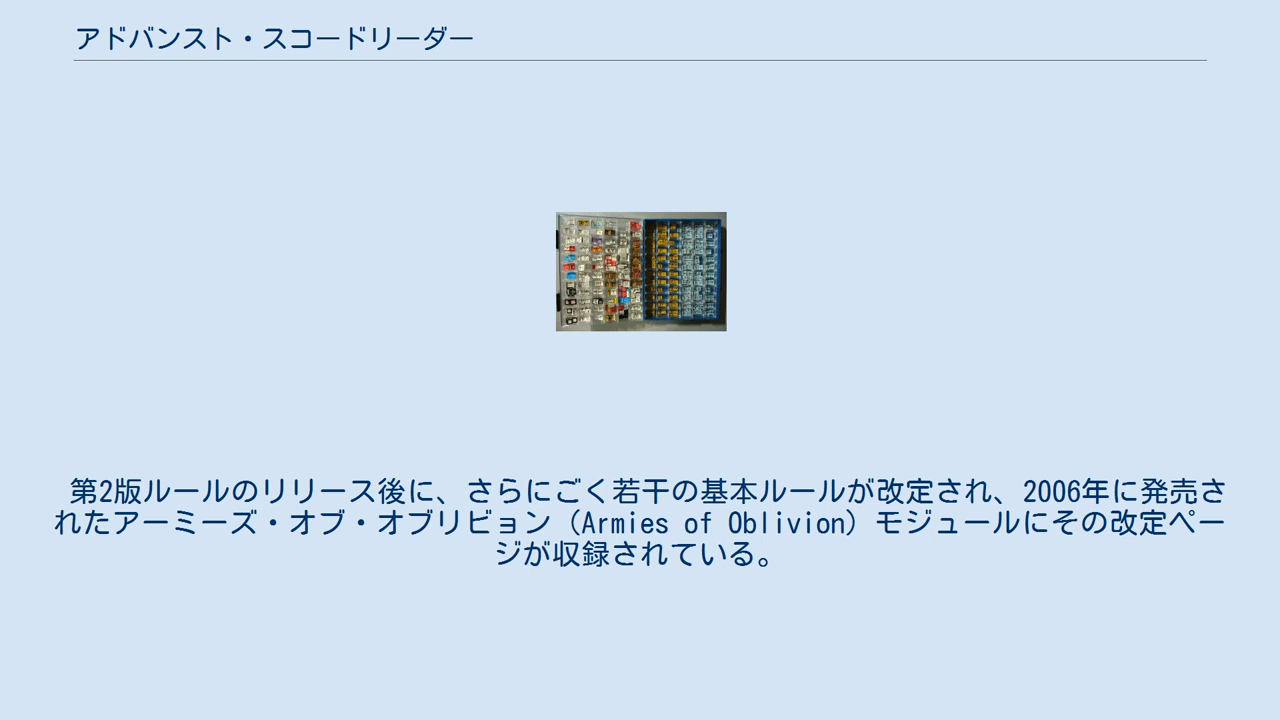 アドバンスト・スコードリーダー
第2版ルールのリリース後に、さらにごく若干の基本ルールが改定され、2006年に発売さ
れたアーミーズ・オブ・オブリビョン（Armies of Oblivion）モジュールにその改定ペー
ジが収録されている。